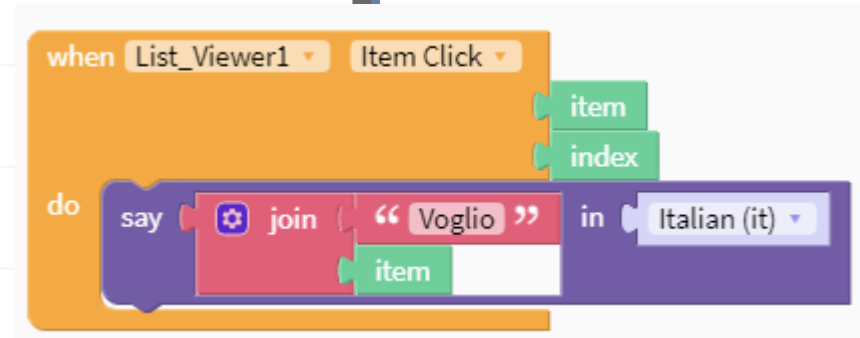 when List_Viewer1 Item Click
item
index
do say join “ Voglio ” in Italian (it)
item